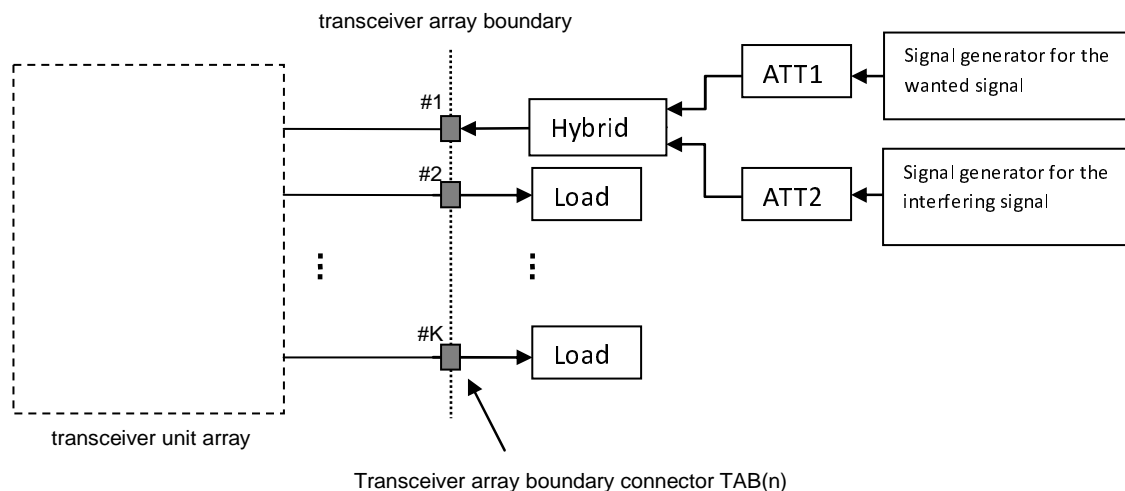 transceiver array boundary
Signal generator for the
wanted signal
ATT1
#1
Hybrid
#2
Load
ATT2
Signal generator for the
interfering signal
...
...
#K
Load
transceiver unit array
Transceiver array boundary connector TAB(n)